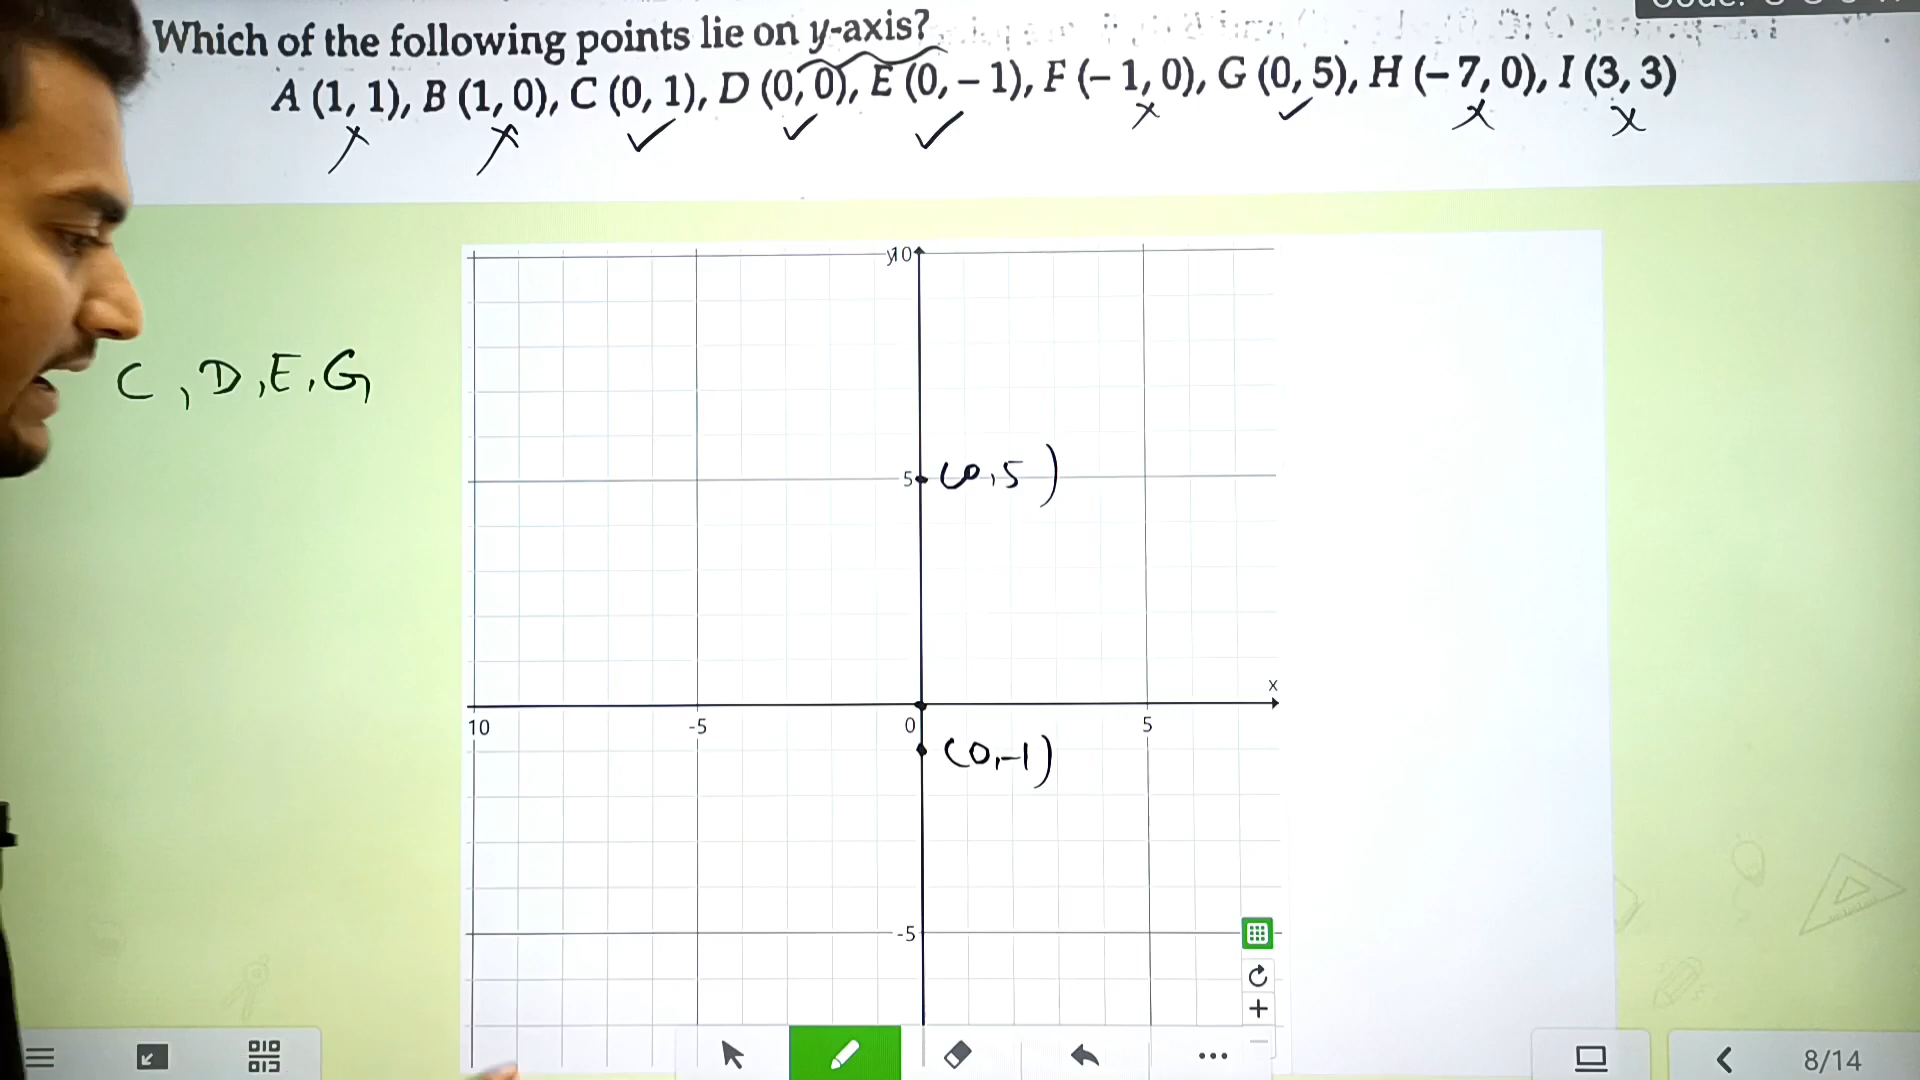 Which of the following points lie on y-axis?
A (1, 1), B (1, 0), C (0, 1), D (0, 0), E (0, – 1), F (– 1, 0), G (0, 5), H (– 7, 0), I (3, 3)
C, D, E, G
y 10
5 (0,5)
x
10 -5 0 5
(0,-1)
-5
8/14